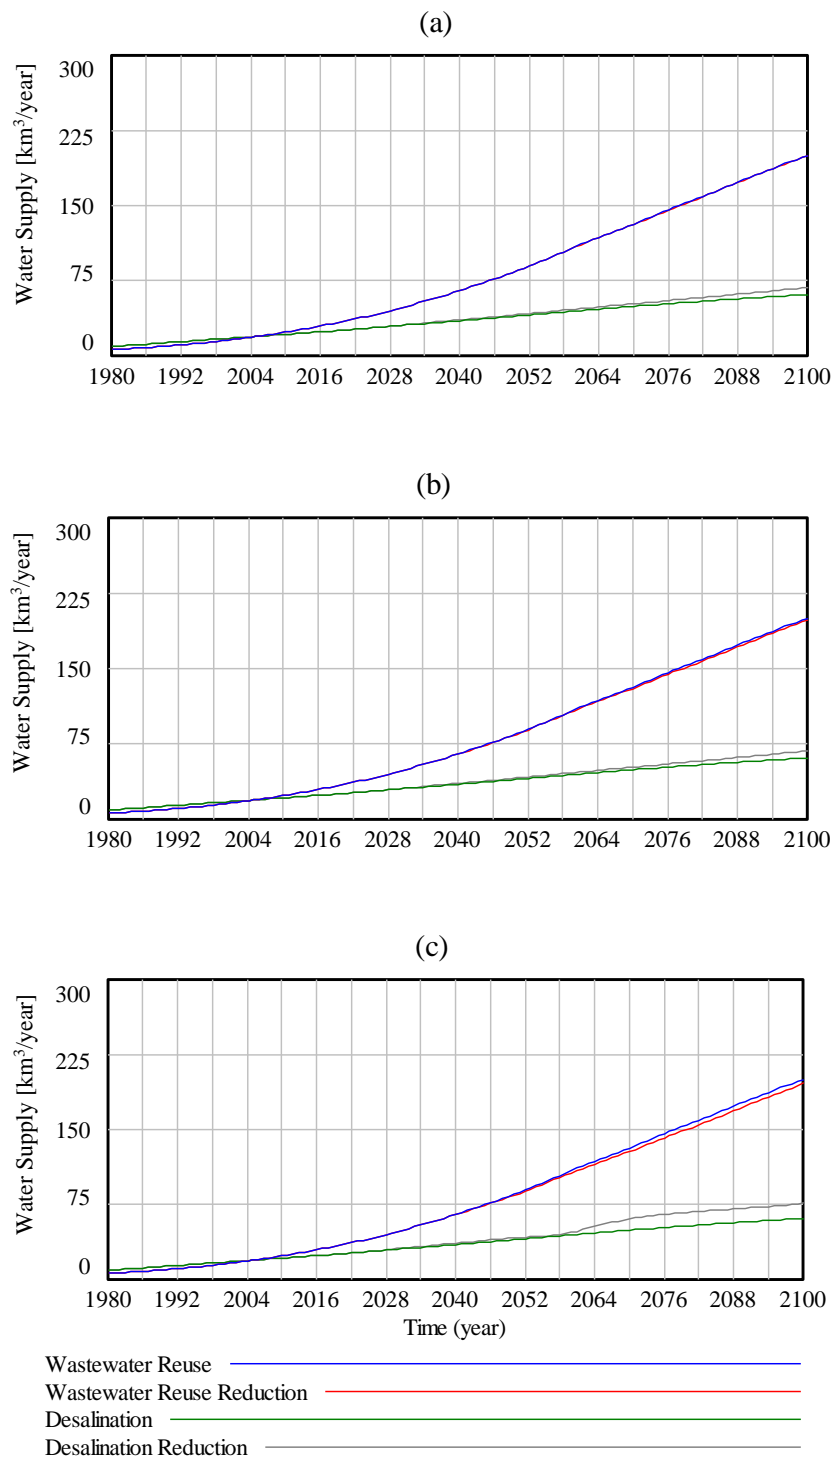 (a)
Water Supply [km³/year]
300
225
150
75
0
1980 1992 2004 2016 2028 2040 2052 2064 2076 2088 2100
(b)
Water Supply [km³/year]
300
225
150
75
0
1980 1992 2004 2016 2028 2040 2052 2064 2076 2088 2100
(c)
Water Supply [km³/year]
300
225
150
75
0
1980 1992 2004 2016 2028 2040 2052 2064 2076 2088 2100
Time (year)
Wastewater Reuse
Wastewater Reuse Reduction
Desalination
Desalination Reduction